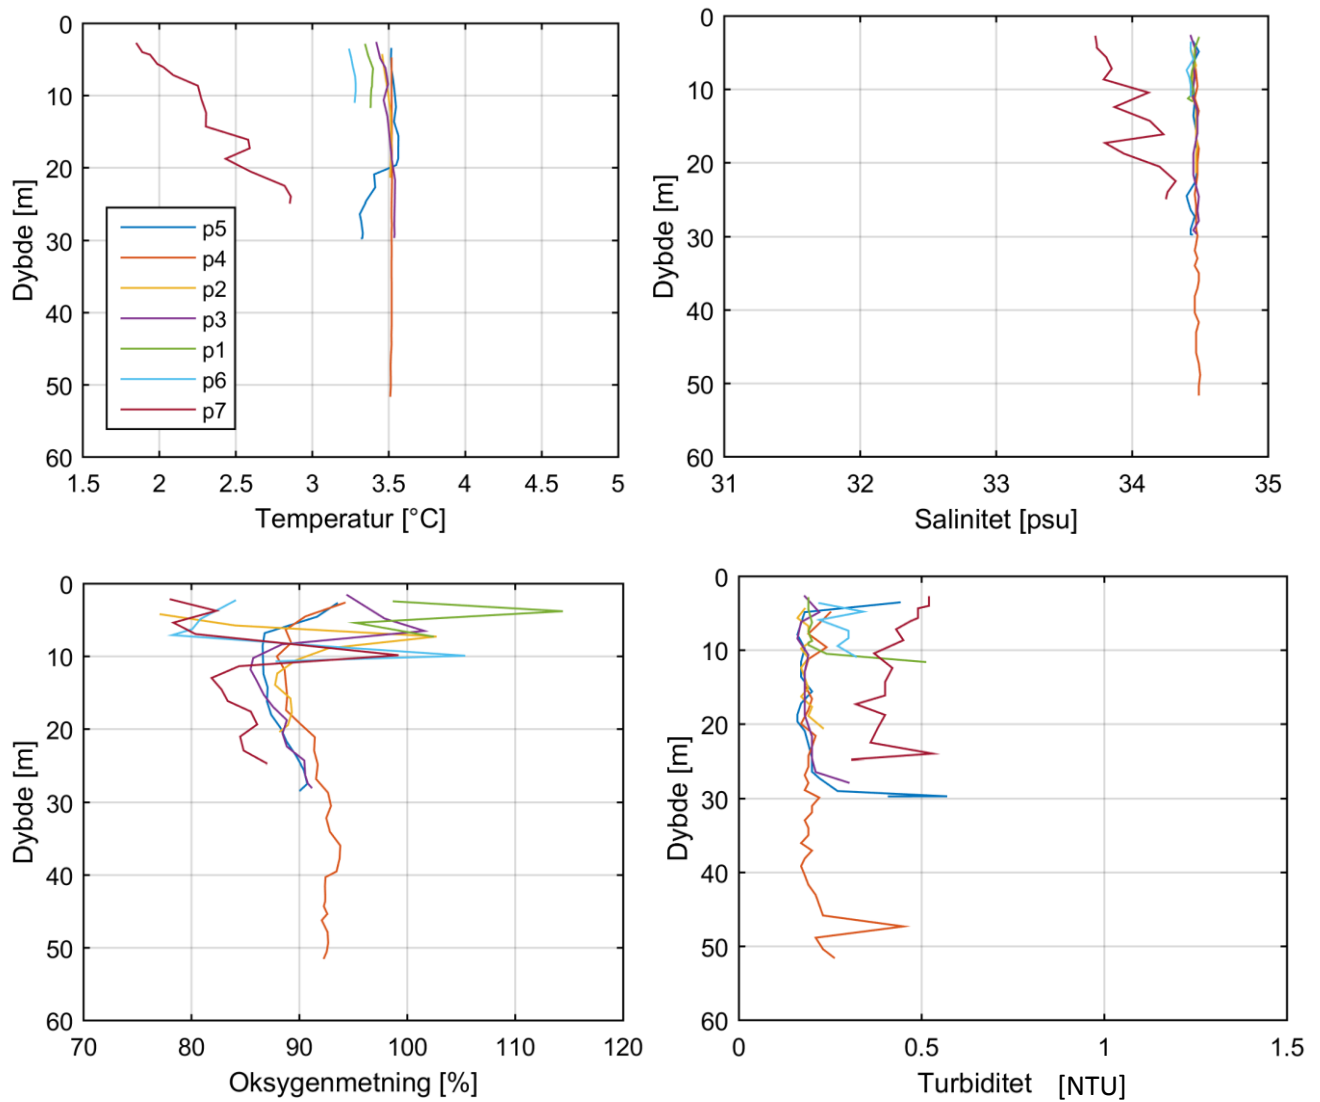 0
10
20
30
40
50
60
Dybde [m]
p5
p4
p2
p3
p1
p6
p7
1.5 2 2.5 3 3.5 4 4.5 5
Temperatur [°C]
0
10
20
30
40
50
60
Dybde [m]
31 32 33 34 35
Salinitet [psu]
0
10
20
30
40
50
60
Dybde [m]
70 80 90 100 110 120
Oksygenmetning [%]
0
10
20
30
40
50
60
Dybde [m]
0 0.5 1 1.5
Turbiditet [NTU]